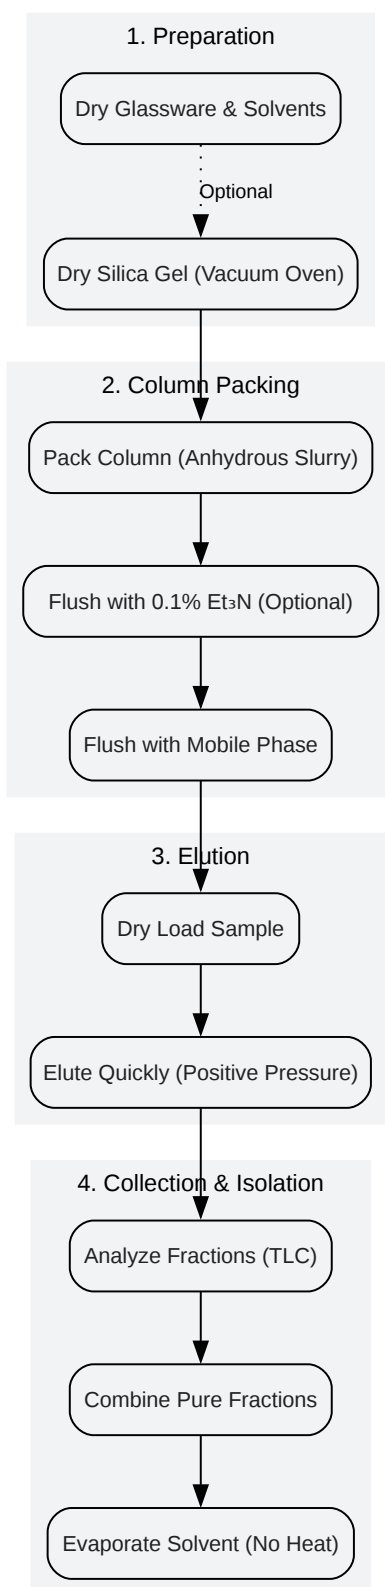 1. Preparation
Dry Glassware & Solvents
Optional
Dry Silica Gel (Vacuum Oven)
2. Column Packing
Pack Column (Anhydrous Slurry)
Flush with 0.1% Et₃N (Optional)
Flush with Mobile Phase
3. Elution
Dry Load Sample
Elute Quickly (Positive Pressure)
4. Collection & Isolation
Analyze Fractions (TLC)
Combine Pure Fractions
Evaporate Solvent (No Heat)